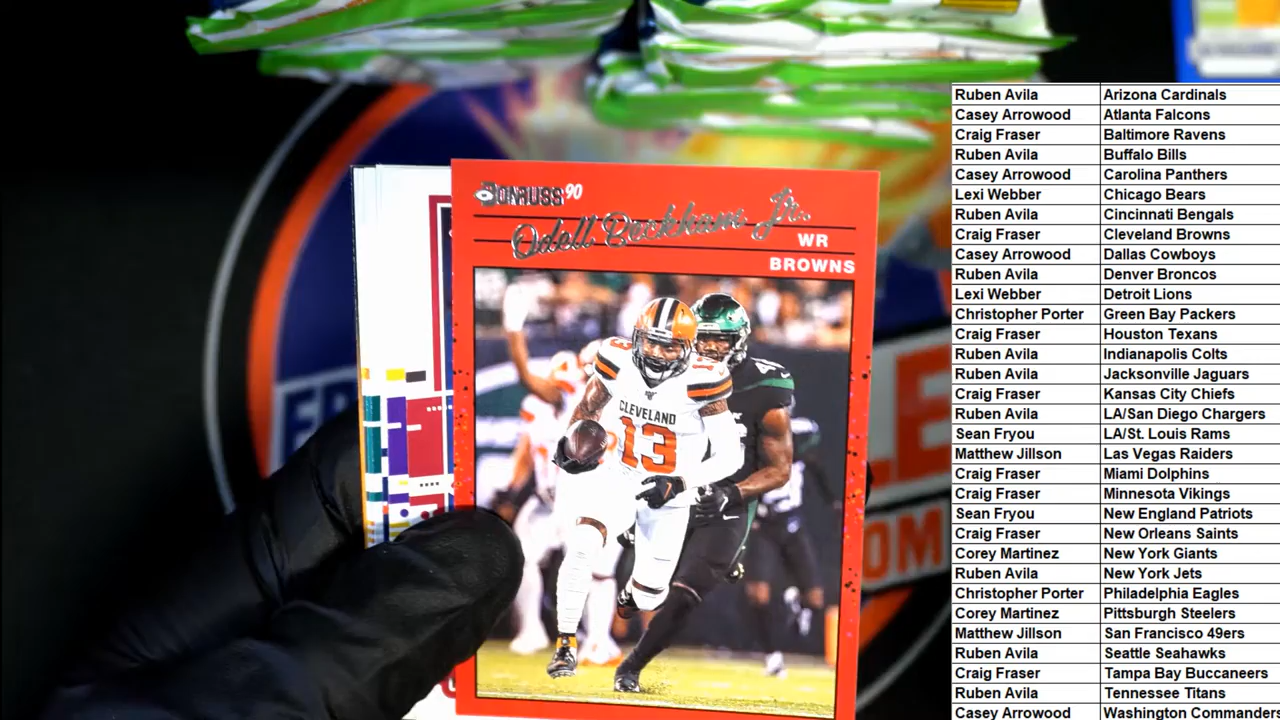 DONRUSS 90
Odell Beckham Jr.
WR
BROWNS
CLEVELAND
13
Ruben Avila Arizona Cardinals
Casey Arrowood Atlanta Falcons
Craig Fraser Baltimore Ravens
Ruben Avila Buffalo Bills
Casey Arrowood Carolina Panthers
Lexi Webber Chicago Bears
Ruben Avila Cincinnati Bengals
Craig Fraser Cleveland Browns
Casey Arrowood Dallas Cowboys
Ruben Avila Denver Broncos
Lexi Webber Detroit Lions
Christopher Porter Green Bay Packers
Craig Fraser Houston Texans
Ruben Avila Indianapolis Colts
Ruben Avila Jacksonville Jaguars
Craig Fraser Kansas City Chiefs
Ruben Avila LA/San Diego Chargers
Sean Fryou LA/St. Louis Rams
Matthew Jillson Las Vegas Raiders
Craig Fraser Miami Dolphins
Craig Fraser Minnesota Vikings
Sean Fryou New England Patriots
Craig Fraser New Orleans Saints
Corey Martinez New York Giants
Ruben Avila New York Jets
Christopher Porter Philadelphia Eagles
Corey Martinez Pittsburgh Steelers
Matthew Jillson San Francisco 49ers
Ruben Avila Seattle Seahawks
Craig Fraser Tampa Bay Buccaneers
Ruben Avila Tennessee Titans
Casey Arrowood Washington Commanders